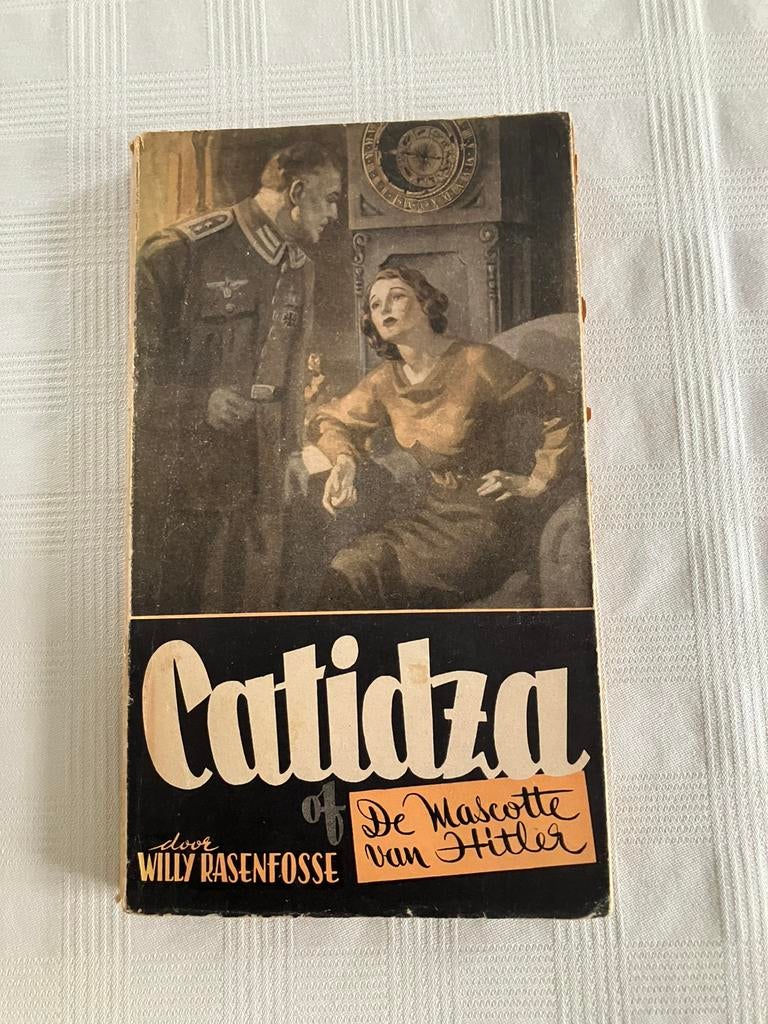 Catidza
of
De Mascotte
van Hitler
door
WILLY RASENFOSSE